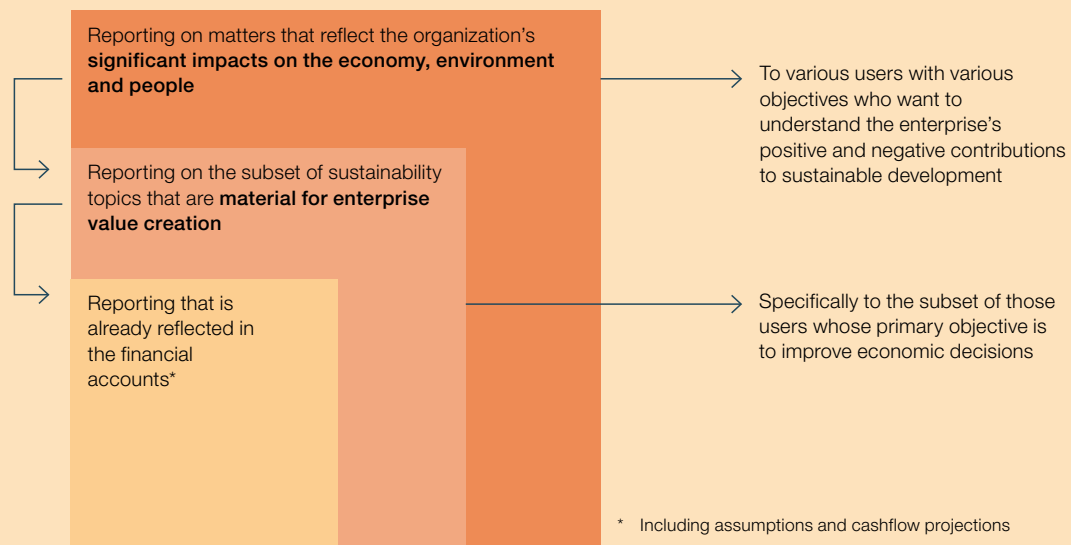 Reporting on matters that reflect the organization's
significant impacts on the economy, environment
and people
To various users with various
objectives who want to
understand the enterprise's
positive and negative contributions
to sustainable development
Reporting on the subset of sustainability
topics that are material for enterprise
value creation
Reporting that is
already reflected in
the financial
accounts*
Specifically to the subset of those
users whose primary objective is
to improve economic decisions
* Including assumptions and cashflow projections